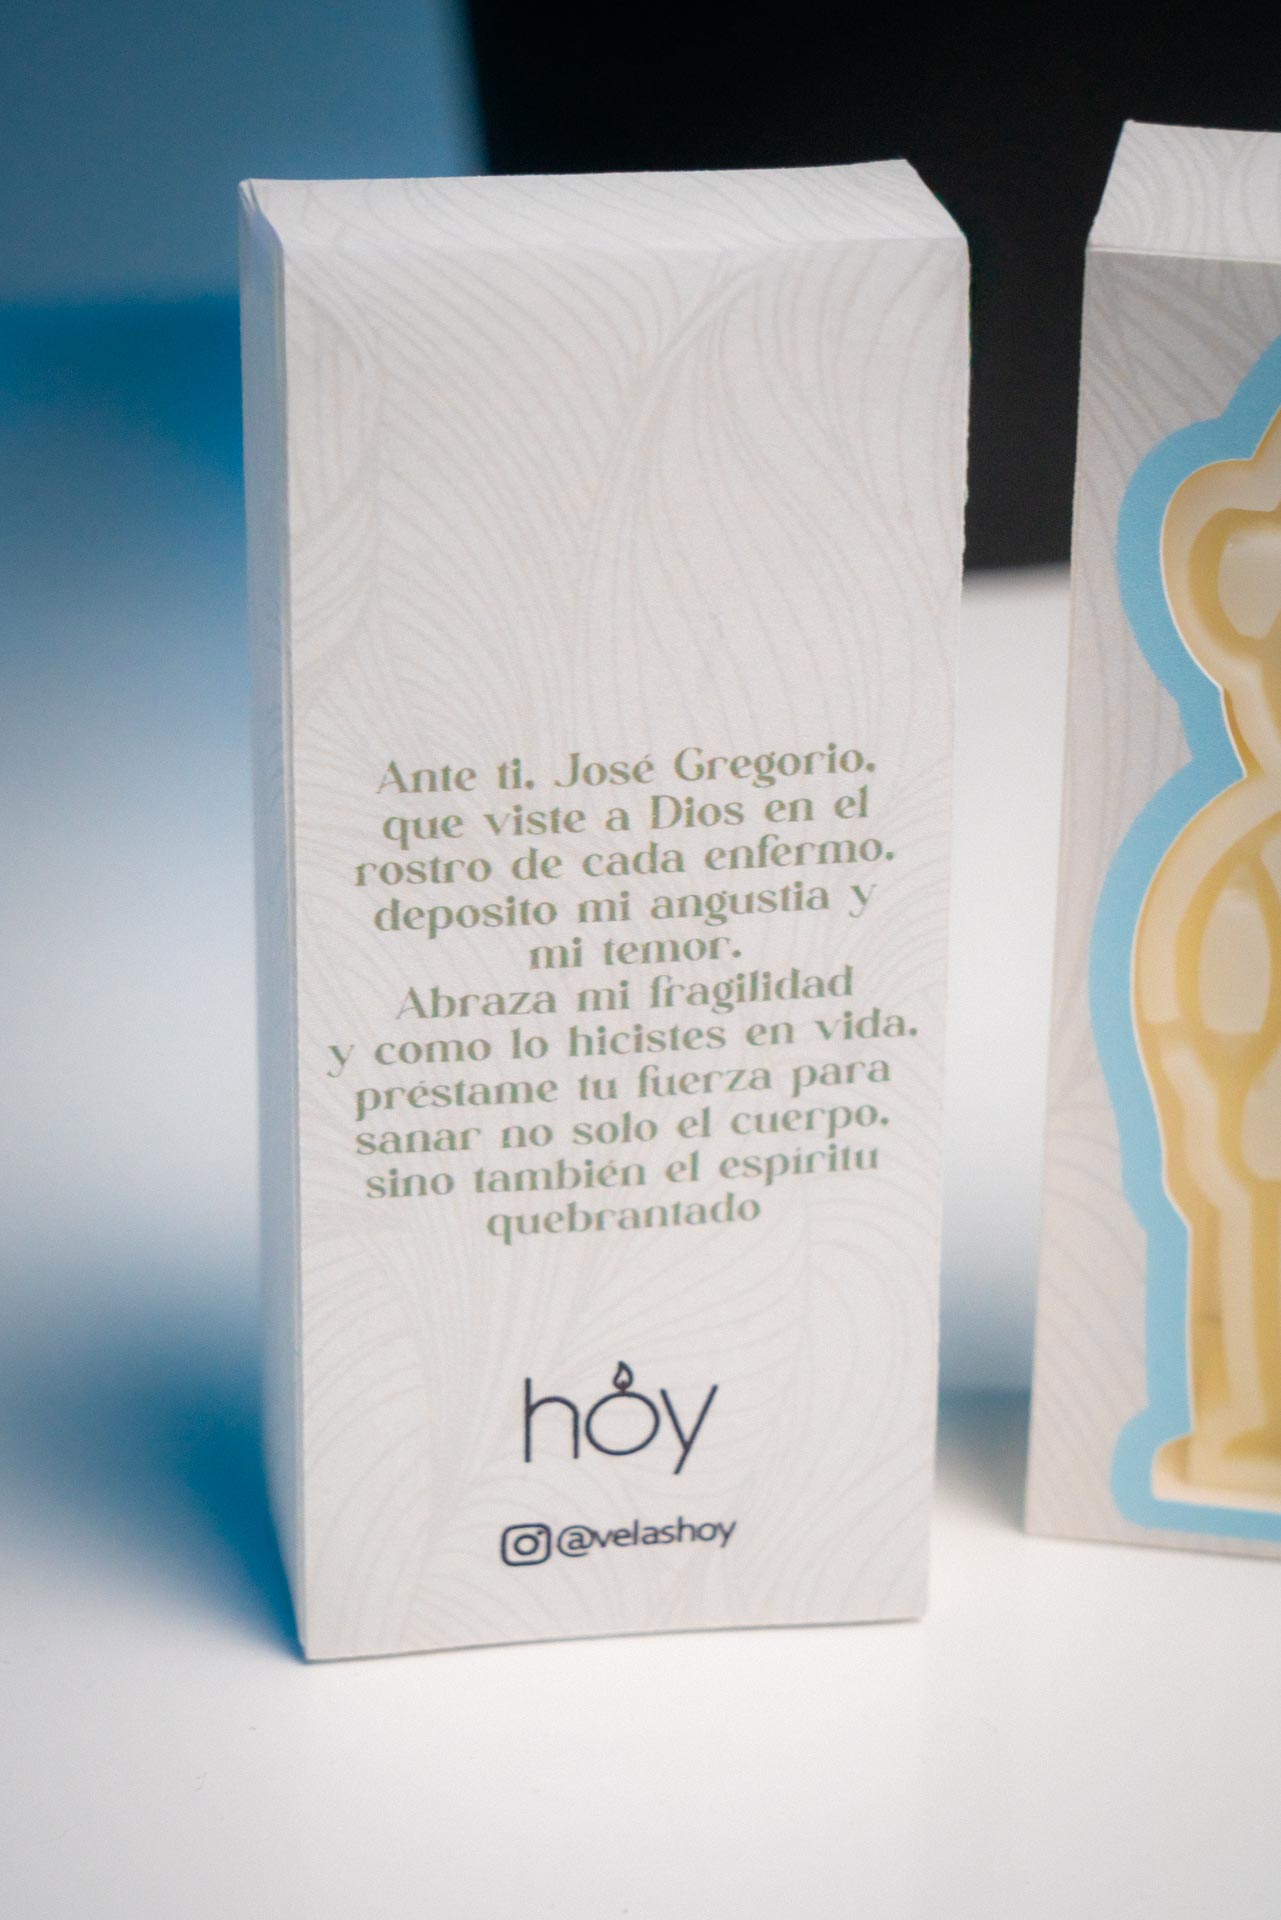 Ante ti, José Gregorio,
que viste a Dios en el
rostro de cada enfermo,
deposito mi angustia y
mi temor.
Abraza mi fragilidad
y como lo hicistes en vida,
préstame tu fuerza para
sanar no solo el cuerpo,
sino también el espíritu
quebrantado
hoy
@velashoy